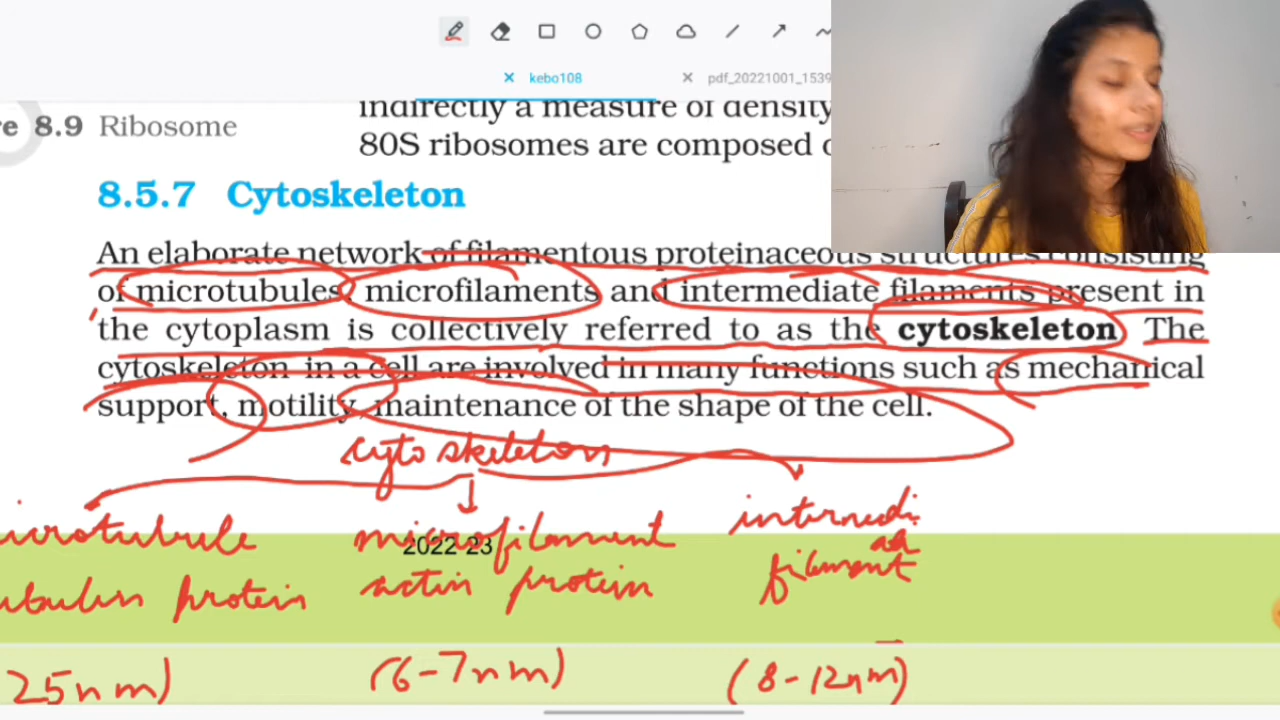 kebo108
pdf_20221001_1539
indirectly a measure of density
80S ribosomes are composed
re 8.9 Ribosome
8.5.7 Cytoskeleton
An elaborate network of filamentous proteinaceous structures consisting
of microtubules, microfilaments and intermediate filaments present in
the cytoplasm is collectively referred to as the cytoskeleton. The
cytoskeleton in a cell are involved in many functions such as mechanical
support, motility, maintenance of the shape of the cell.
cytoskeleton
icrotubule microfilament intermedi
2022-23
ubulin protein actin protein filament
25nm) (6-7nm) (8-12nm)